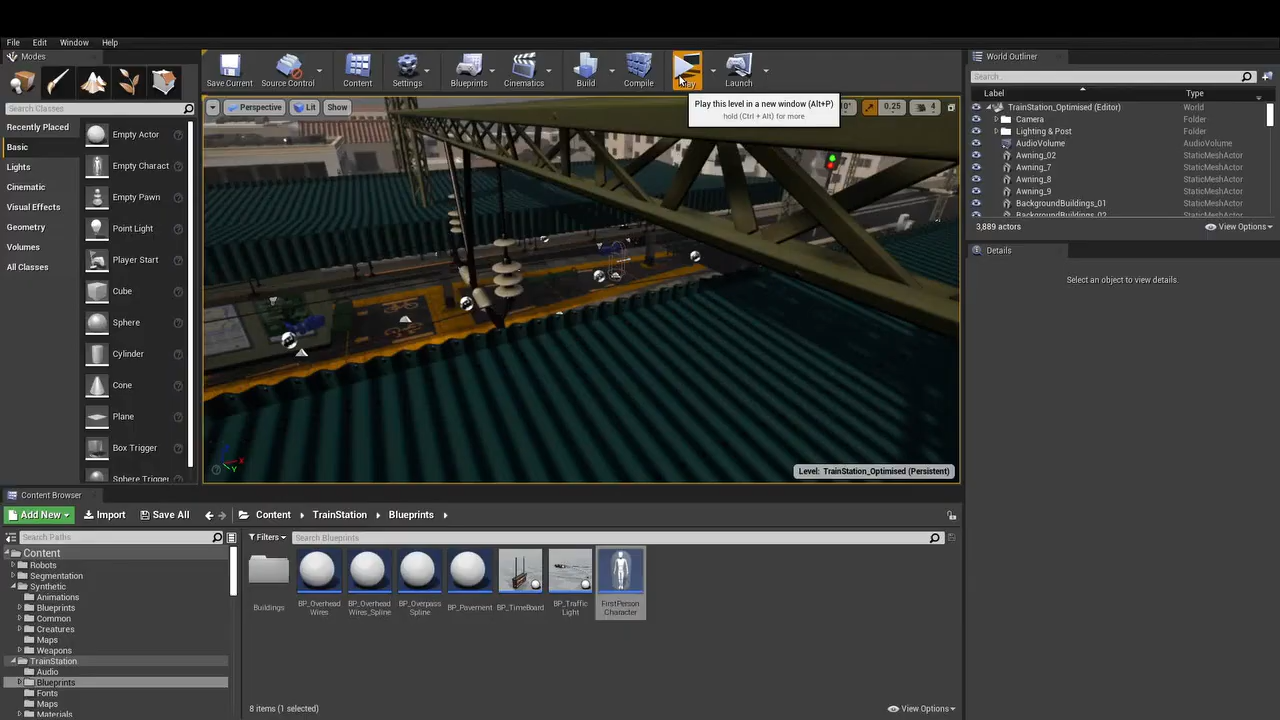 File Edit Window Help
Modes
Search Classes
Recently Placed
Basic
Lights
Cinematic
Visual Effects
Geometry
Volumes
All Classes
Empty Actor
Empty Charact
Empty Pawn
Point Light
Player Start
Cube
Sphere
Cylinder
Cone
Plane
Box Trigger
Sphere Trigger
Save Current Source Control Content Settings Blueprints Cinematics Build Compile Play Launch
Play this level in a new window (Alt+P)
hold (Ctrl + Alt) for more
Perspective Lit Show
10° 0.25 4
Level: TrainStation_Optimised (Persistent)
World Outliner
Search...
Label Type
TrainStation_Optimised (Editor) World
Camera Folder
Lighting & Post Folder
AudioVolume AudioVolume
Awning_02 StaticMeshActor
Awning_7 StaticMeshActor
Awning_8 StaticMeshActor
Awning_9 StaticMeshActor
BackgroundBuildings_01 StaticMeshActor
BackgroundBuildings_02 StaticMeshActor
3,889 actors View Options
Details
Select an object to view details.
Content Browser
Add New Import Save All Content TrainStation Blueprints
Search Paths
Content
Robots
Segmentation
Synthetic
Animations
Blueprints
Common
Creatures
Maps
Weapons
TrainStation
Audio
Blueprints
Fonts
Maps
Materials
Filters Search Blueprints
Buildings
BP_Overhead
Wires
BP_Overhead
Wires_Spline
BP_Overpass
Spline
BP_Pavement
BP_TimeBoard
BP_Traffic
Light
FirstPerson
Character
8 items (1 selected) View Options